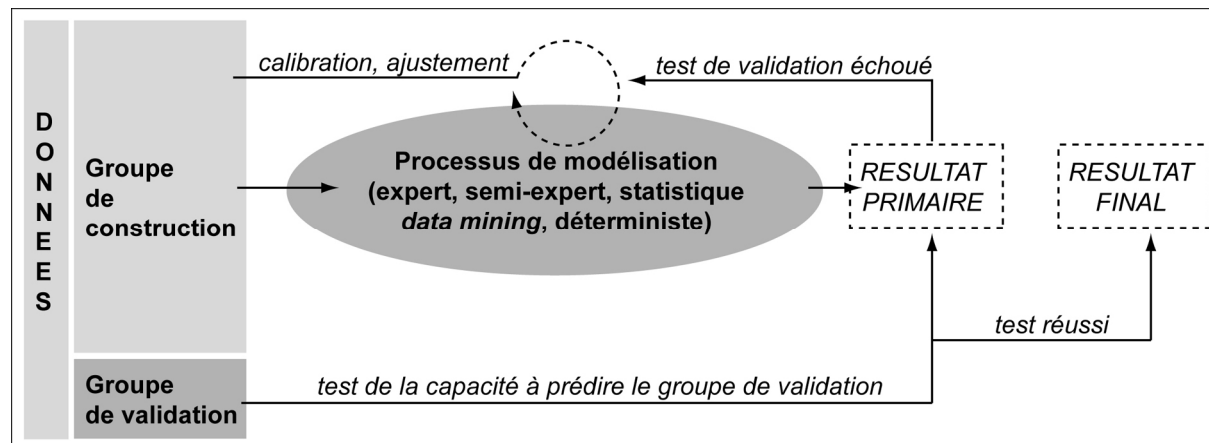 DONNEES
Groupe
de
construction
calibration, ajustement
test de validation échoué
Processus de modélisation
(expert, semi-expert, statistique
data mining, déterministe)
RESULTAT
PRIMAIRE
RESULTAT
FINAL
test réussi
Groupe
de validation
test de la capacité à prédire le groupe de validation